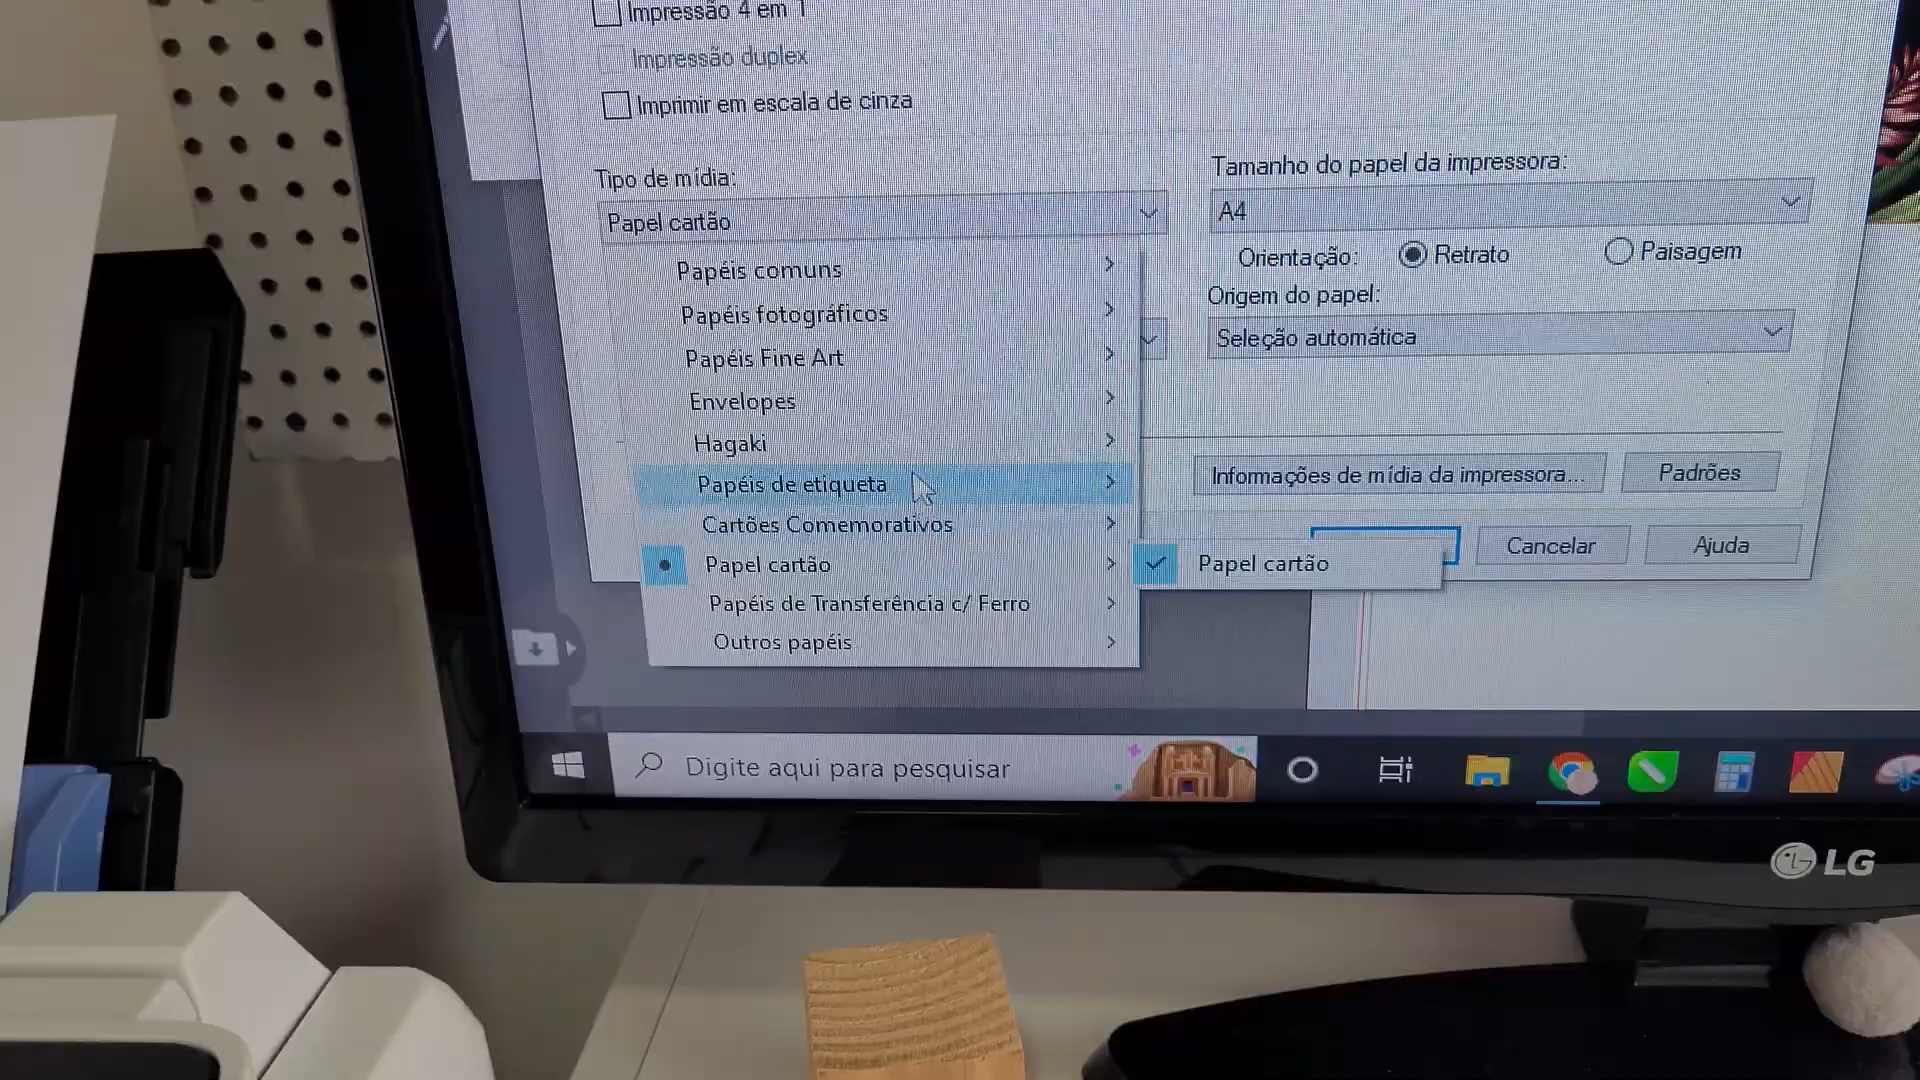 Impressão 4 em 1
Impressão duplex
Imprimir em escala de cinza
Tipo de mídia:
Papel cartão
Papéis comuns
Papéis fotográficos
Papéis Fine Art
Envelopes
Hagaki
Papéis de etiqueta
Cartões Comemorativos
Papel cartão
Papéis de Transferência c/ Ferro
Outros papéis
Papel cartão
Tamanho do papel da impressora:
A4
Orientação:
Retrato
Paisagem
Origem do papel:
Seleção automática
Informações de mídia da impressora...
Padrões
Cancelar
Ajuda
Digite aqui para pesquisar
LG